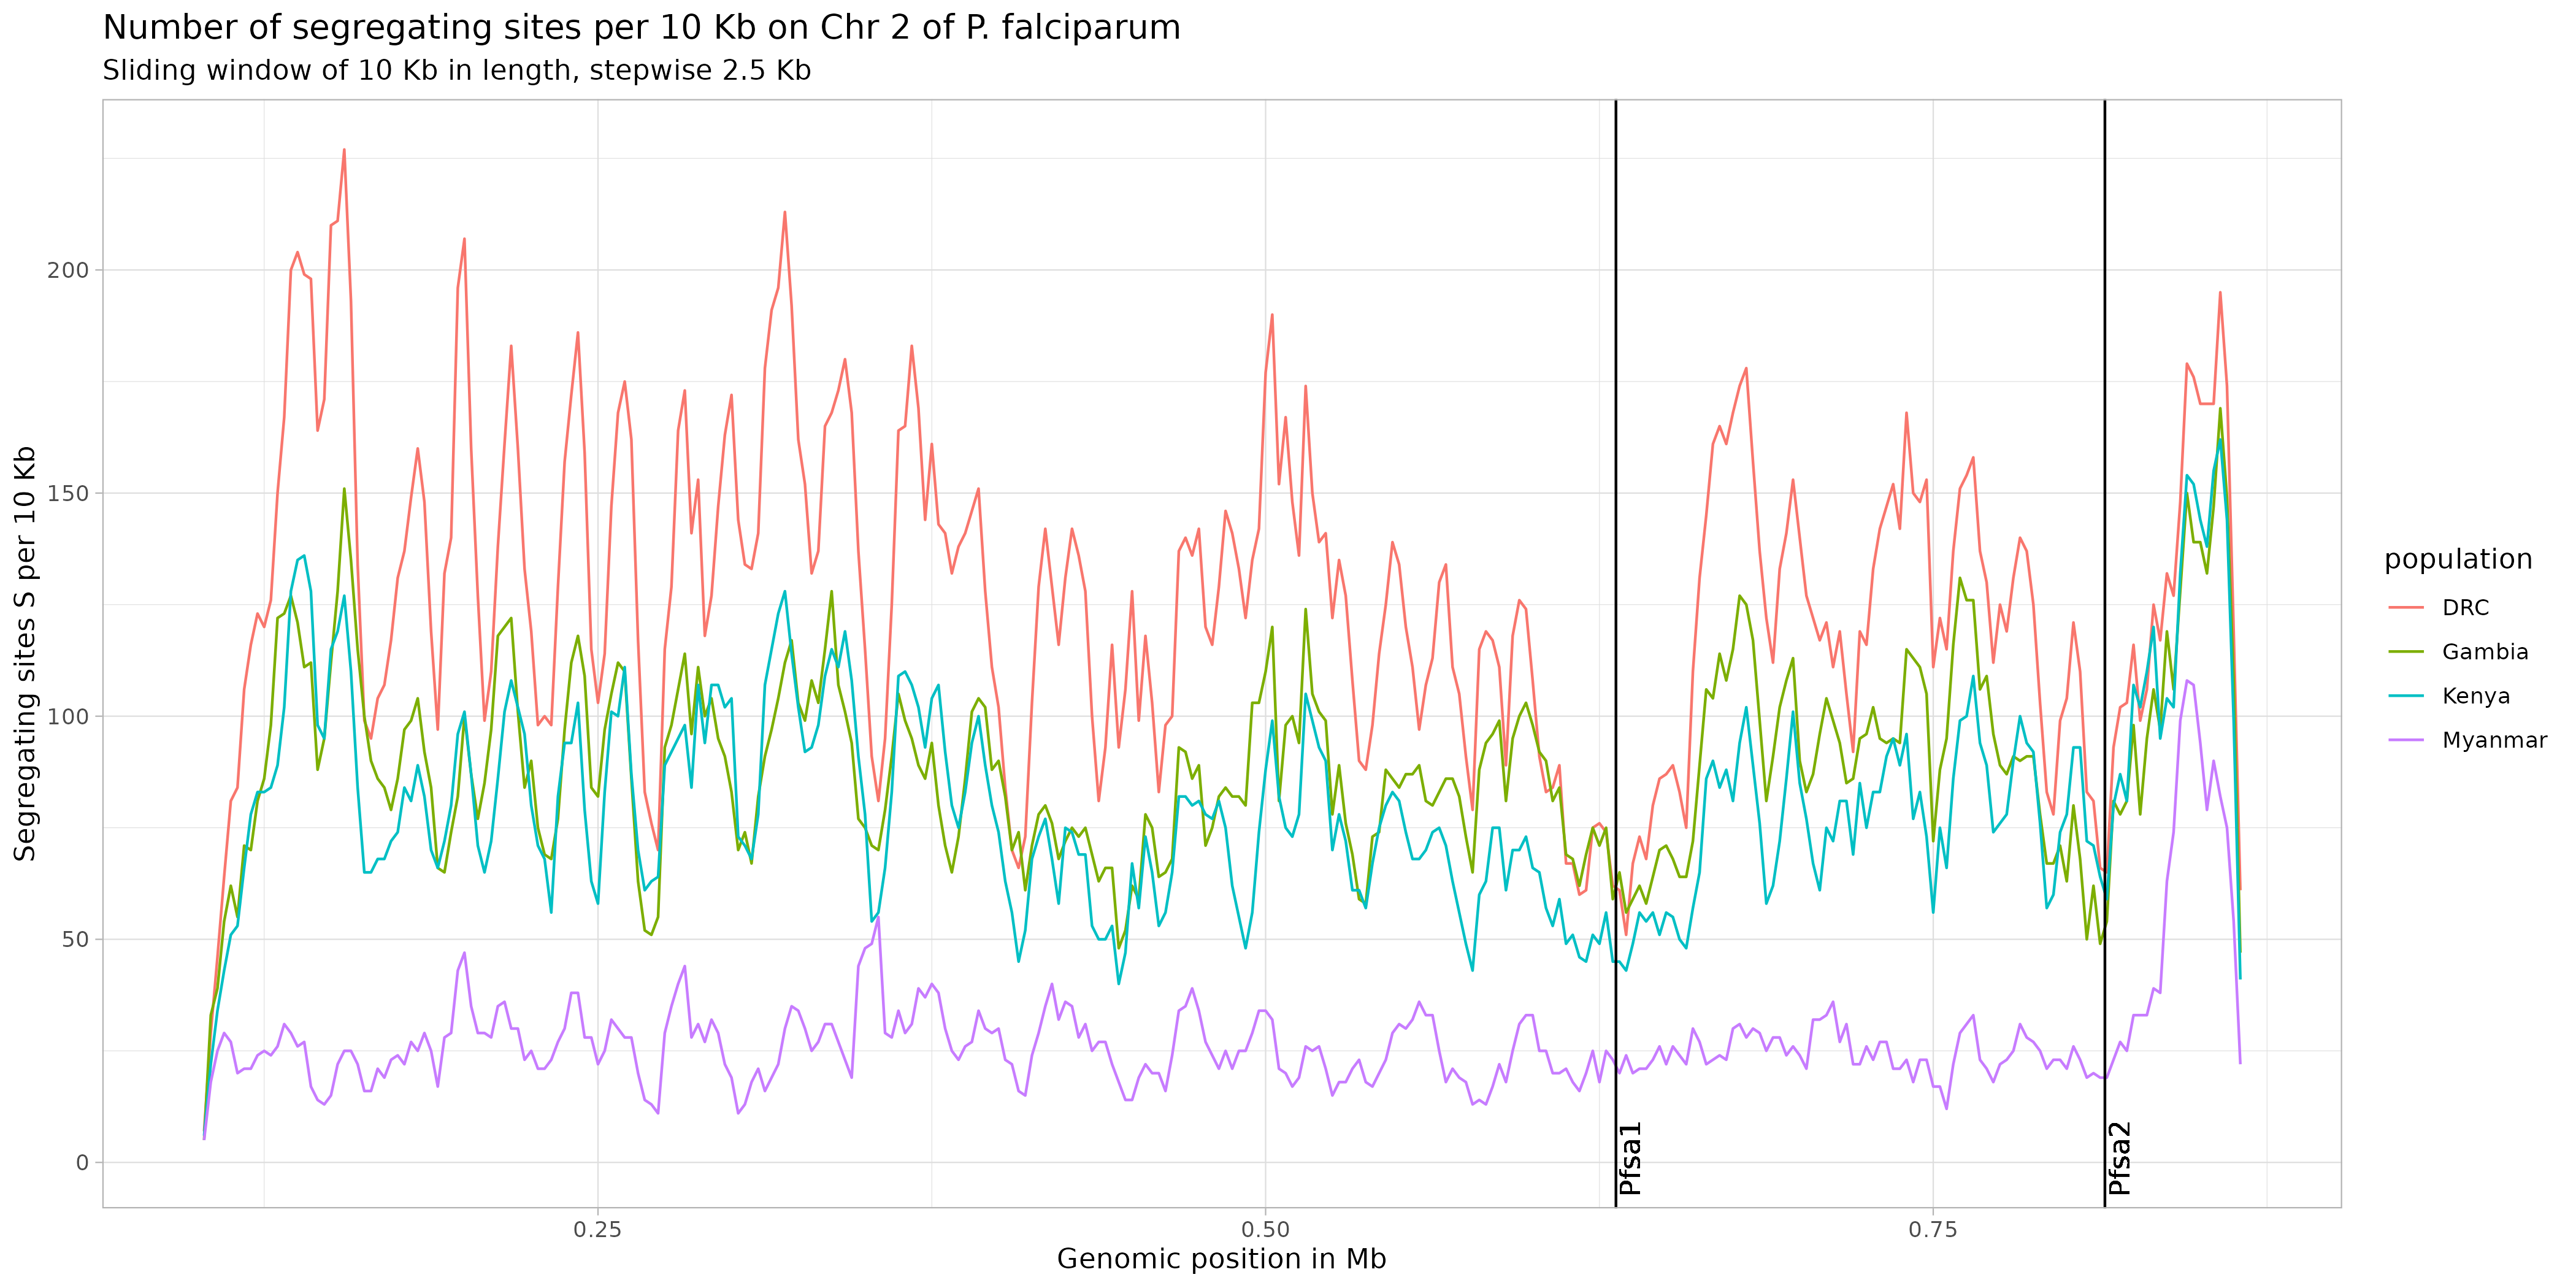 Number of segregating sites per 10 Kb on Chr 2 of P. falciparum
Sliding window of 10 Kb in length, stepwise 2.5 Kb
Segregating sites S per 10 Kb
200
150
100
50
0
Pfsa1
Pfsa2
0.25
0.50
0.75
Genomic position in Mb
population
DRC
Gambia
Kenya
Myanmar